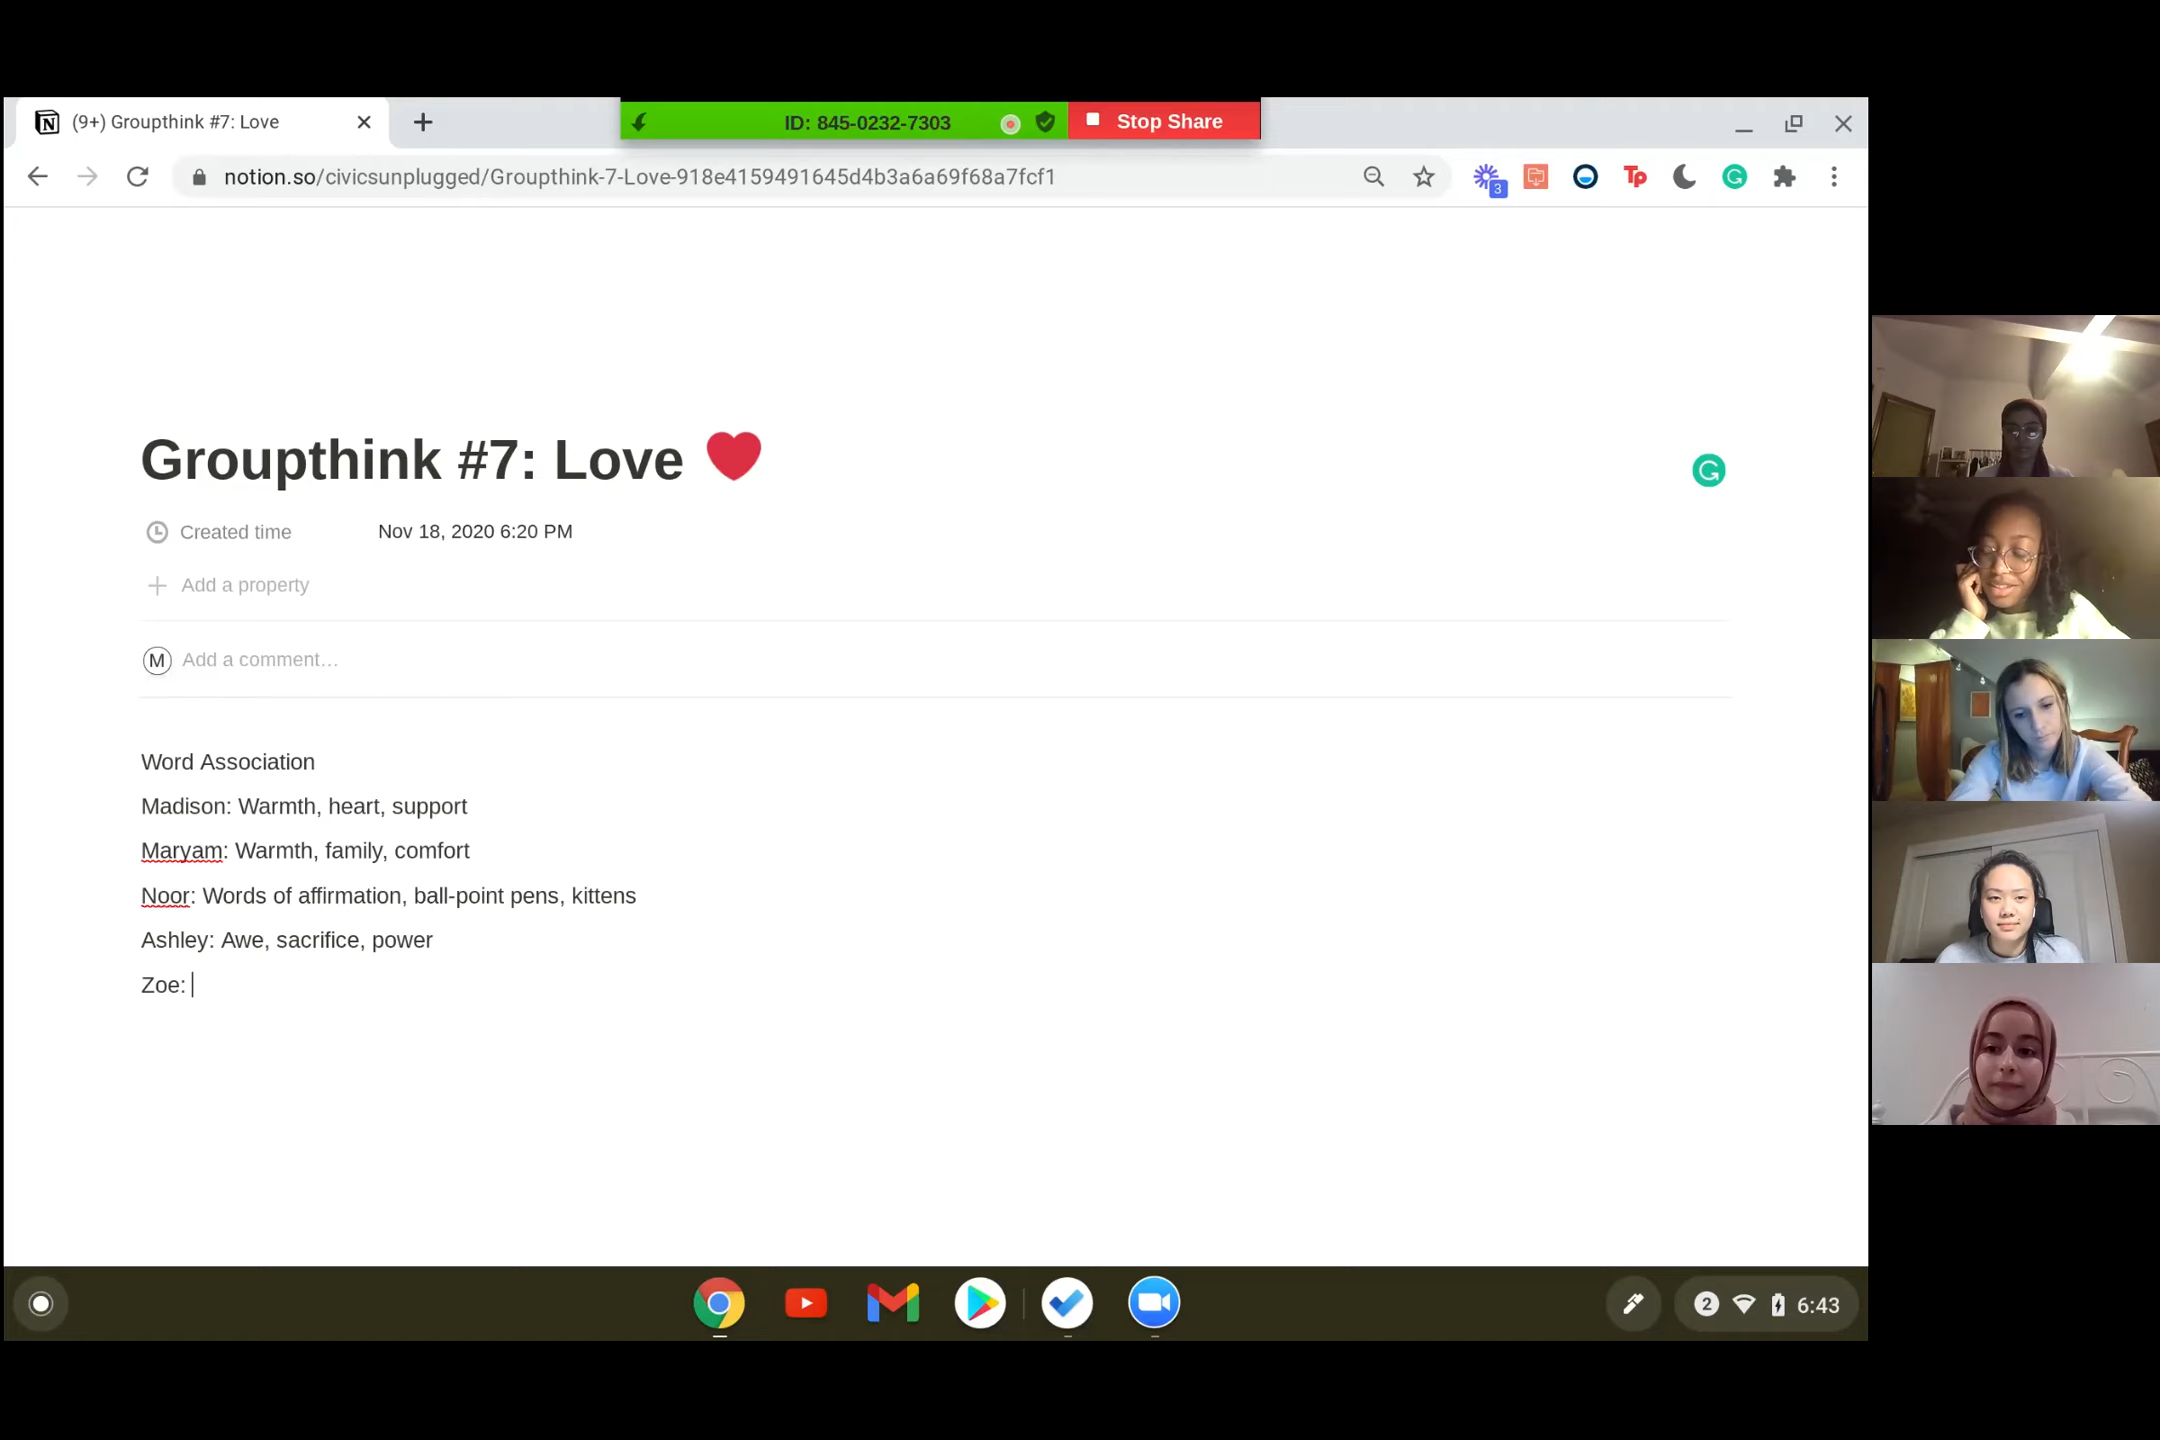 (9+) Groupthink #7: Love
ID: 845-0232-7303
Stop Share
notion.so/civicsunplugged/Groupthink-7-Love-918e4159491645d4b3a6a69f68a7fcf1
3
Tp
Groupthink #7: Love ❤️
Created time Nov 18, 2020 6:20 PM
Add a property
M Add a comment…
Word Association
Madison: Warmth, heart, support
Maryam: Warmth, family, comfort
Noor: Words of affirmation, ball-point pens, kittens
Ashley: Awe, sacrifice, power
Zoe:
2 6:43